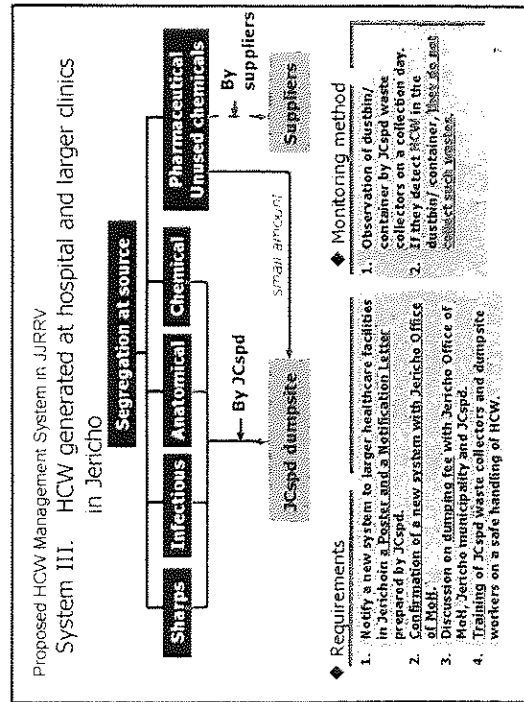 Proposed HCW Management System in JJRRV
System III. HCW generated at hospital and larger clinics
in Jericho
Segregation at source
Sharps
Infectious
Anatomical
Chemical
Pharmaceutical
Unused chemicals
By JCspd
small amount
By
suppliers
JCspd dumpsite
Suppliers
◆ Requirements
1. Notify a new system to larger healthcare facilities
in Jerichoin a Poster and a Notification Letter
prepared by JCspd.
2. Confirmation of a new system with Jericho Office
of MoH.
3. Discussion on dumping fee with Jericho Office of
MoH, Jericho municipality and JCspd.
4. Training of JCspd waste collectors and dumpsite
workers on a safe handling of HCW.
◆ Monitoring method
1. Observation of dustbin/
container by JCspd waste
collectors on a collection day.
2. If they detect HCW in the
dustbin/ container, they do not
collect such wastes.
7